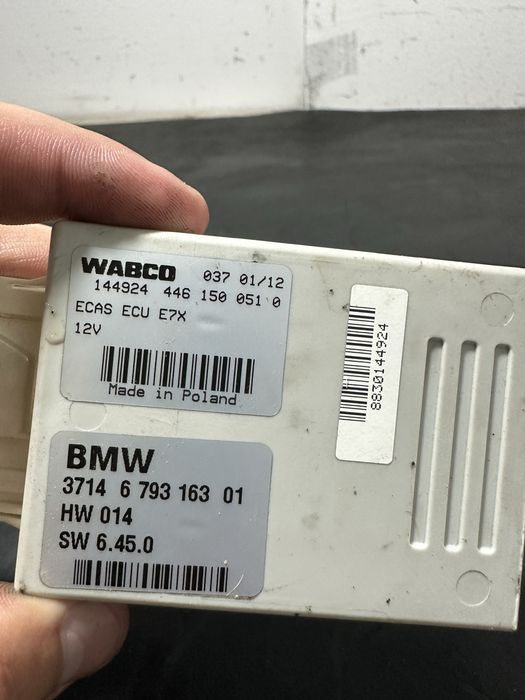 WABCO 037 01/12
144924 446 150 051 0
ECAS ECU E7X
12V
Made in Poland
8830144924
BMW
3714 6 793 163 01
HW 014
SW 6.45.0